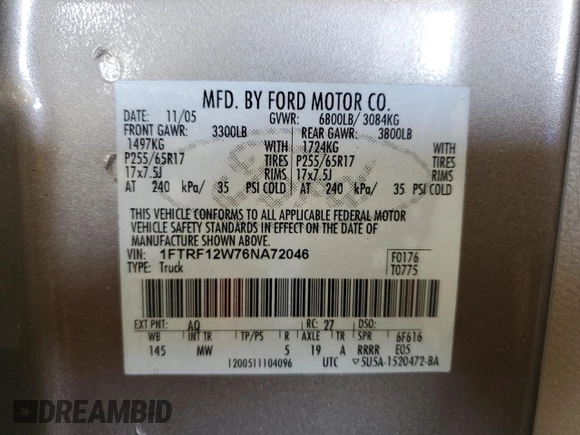 MFD. BY FORD MOTOR CO.
DATE: 11/05 GVWR: 6800LB/ 3084KG
FRONT GAWR: 3300LB REAR GAWR: 3800LB
1497KG WITH 1724KG WITH
P255/65R17 TIRES P255/65R17 TIRES
17x7.5J RIMS 17x7.5J RIMS
AT 240 kPa/ 35 PSI COLD AT 240 kPa/ 35 PSI COLD
Ford
THIS VEHICLE CONFORMS TO ALL APPLICABLE FEDERAL MOTOR
VEHICLE SAFETY STANDARDS IN EFFECT ON THE DATE OF
MANUFACTURE SHOWN ABOVE.
VIN: 1FTRF12W76NA72046 F0176
TYPE: Truck T0775
EXT PNT: AQ RC: 27 DSO:
WB INT TR TP/PS R AXLE TR SPR 6F616
145 MW 5 19 A RRRR E05
1200511104096 UTC ▽5U5A-1520472-BA
DREAMBID